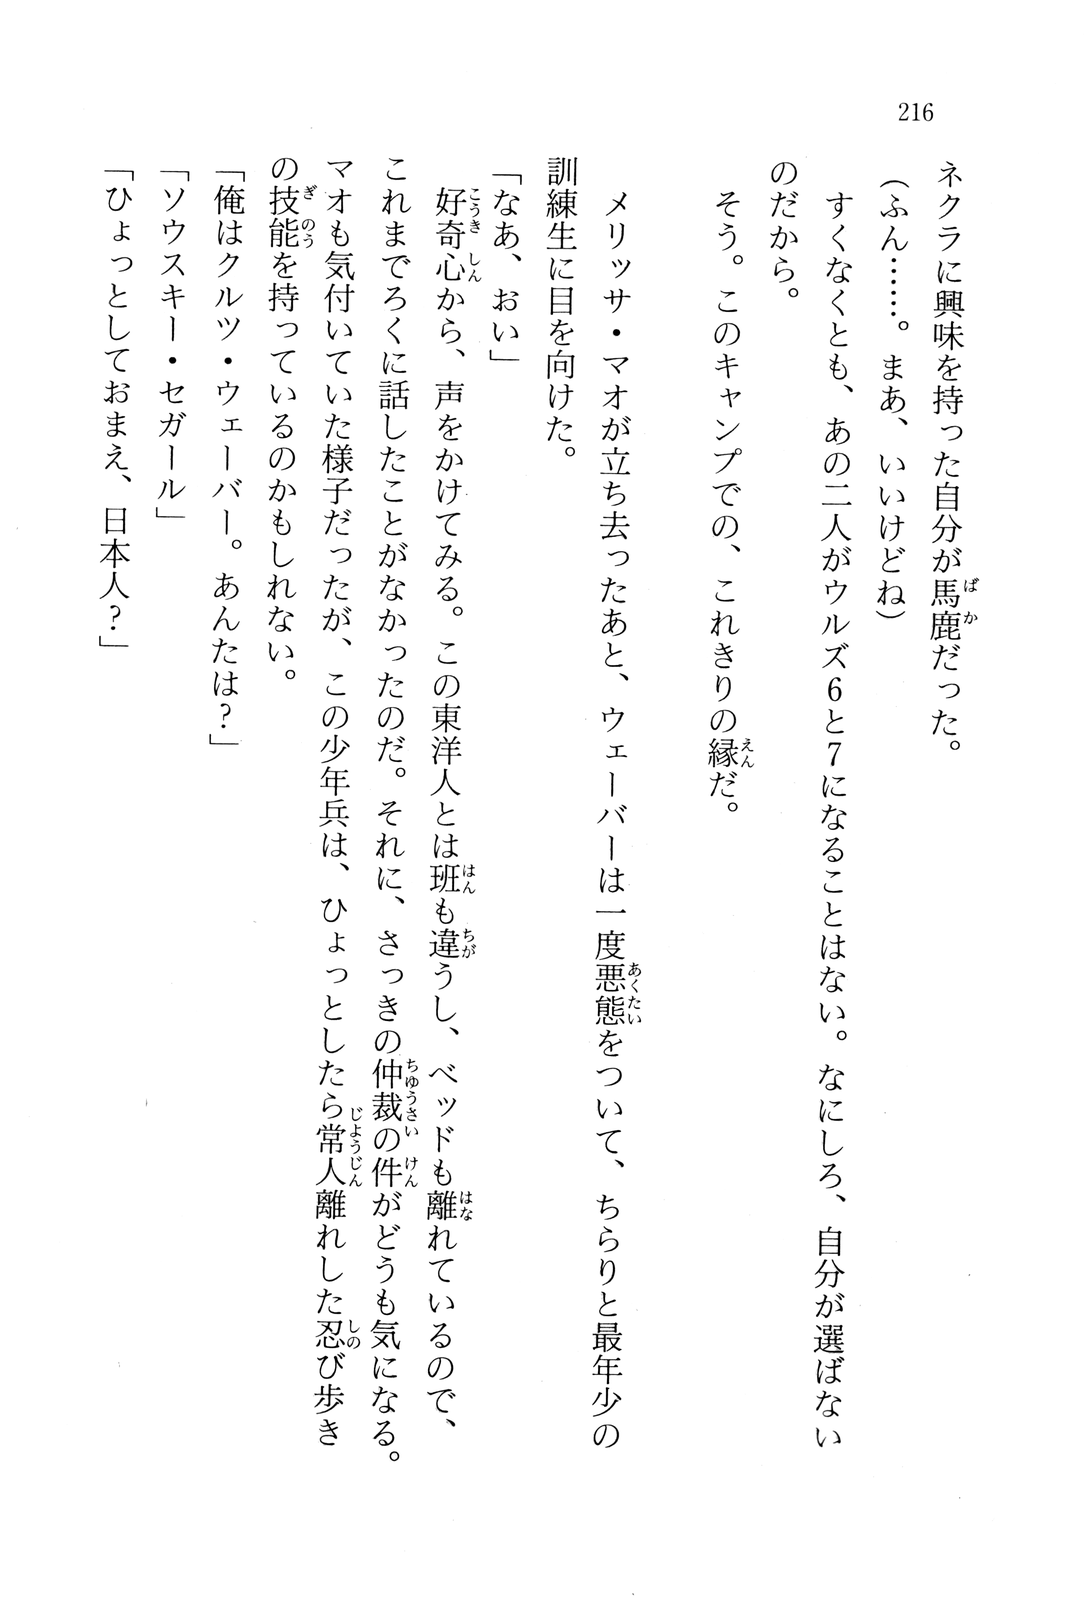 216
ネクラに興味を持った自分が馬鹿だった。
（ふん……。まあ、いいけどね）
すくなくとも、あの二人がウルズ6と7になることはない。なにしろ、自分が選ばない
のだから。
そう。このキャンプでの、これきりの縁だ。
メリッサ・マオが立ち去ったあと、ウェーバーは一度悪態をついて、ちらりと最年少の
訓練生に目を向けた。
「なあ、おい」
好奇心から、声をかけてみる。この東洋人とは班も違うし、ベッドも離れているので、
これまでろくに話したことがなかったのだ。それに、さっきの仲裁の件がどうも気になる。
マオも気付いていた様子だったが、この少年兵は、ひょっとしたら常人離れした忍び歩き
の技能を持っているのかもしれない。
「俺はクルツ・ウェーバー。あんたは？」
「ソウスキー・セガール」
「ひょっとしておまえ、日本人？」